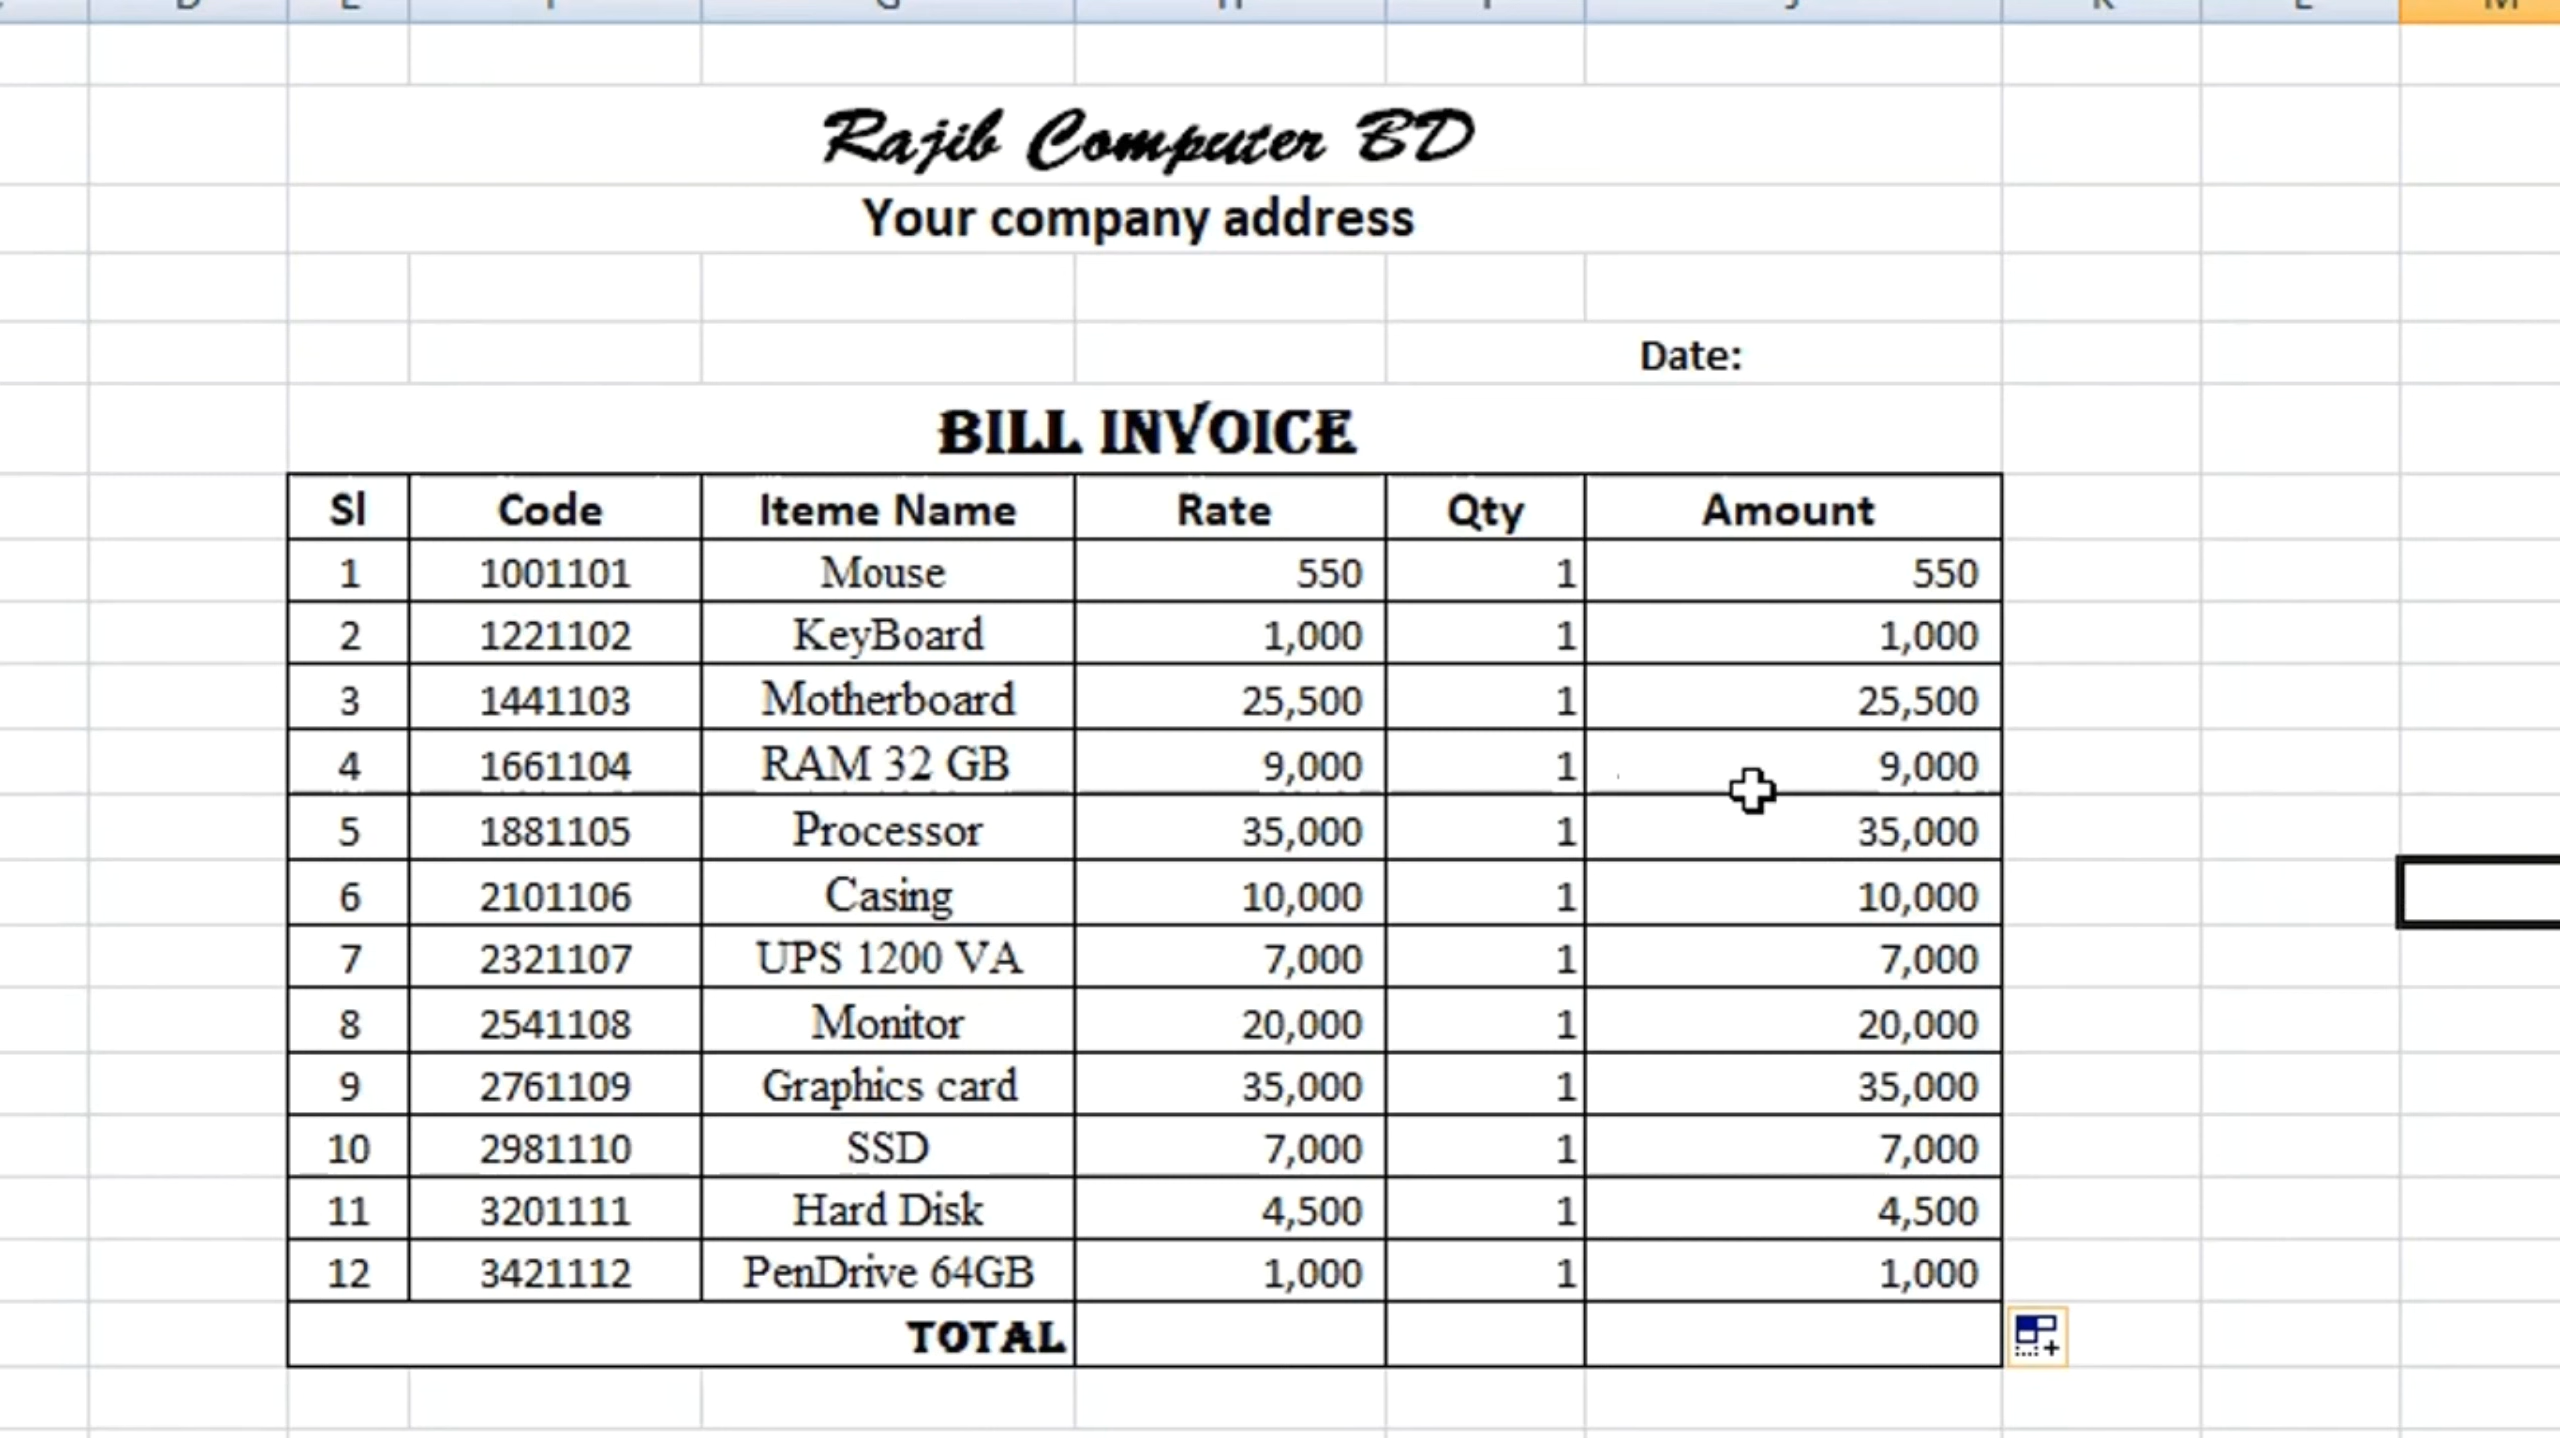 Rajib Computer BD
Your company address
Date:
BILL INVOICE
Sl Code Iteme Name Rate Qty Amount
1 1001101 Mouse 550 1 550
2 1221102 KeyBoard 1,000 1 1,000
3 1441103 Motherboard 25,500 1 25,500
4 1661104 RAM 32 GB 9,000 1 9,000
5 1881105 Processor 35,000 1 35,000
6 2101106 Casing 10,000 1 10,000
7 2321107 UPS 1200 VA 7,000 1 7,000
8 2541108 Monitor 20,000 1 20,000
9 2761109 Graphics card 35,000 1 35,000
10 2981110 SSD 7,000 1 7,000
11 3201111 Hard Disk 4,500 1 4,500
12 3421112 PenDrive 64GB 1,000 1 1,000
TOTAL